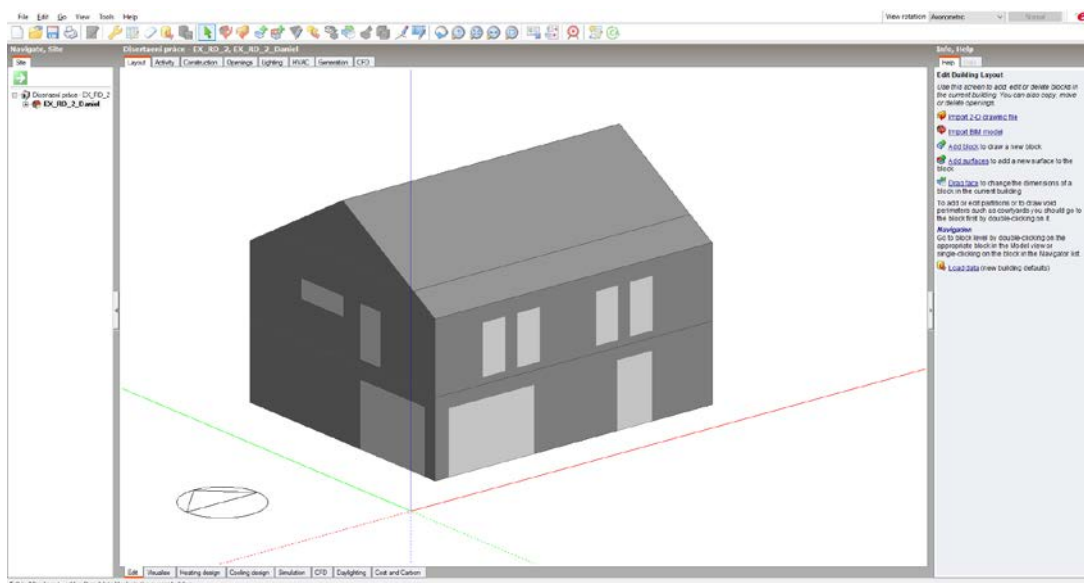 File Edit Go View Tools Help
View rotation Axonometric Normal
Navigate, Site
Site
Disertaení práce - EX_RD_2
EX_RD_2_Daniel
Disertaení práce - EX_RD_2, EX_RD_2_Daniel
Layout Activity Construction Openings Lighting HVAC Generation CFD
Edit Visualise Heating design Cooling design Simulation CFD Daylighting Cost and Carbon
Info, Help
Help
Edit Building Layout
Use this screen to add, edit or delete blocks in
the current building. You can also copy, move
or delete openings.
Import 2-D drawing file
Import BIM model
Add block to draw a new block
Add surfaces to add a new surface to the
block
Drag face to change the dimensions of a
block in the current building
To add or edit partitions or to draw void
perimeters such as courtyards you should go to
the block first by double-clicking on it.
Navigation
Go to block level by double-clicking on the
appropriate block in the Model view or
single-clicking on the block in the Navigator list.
Load data (new building defaults)